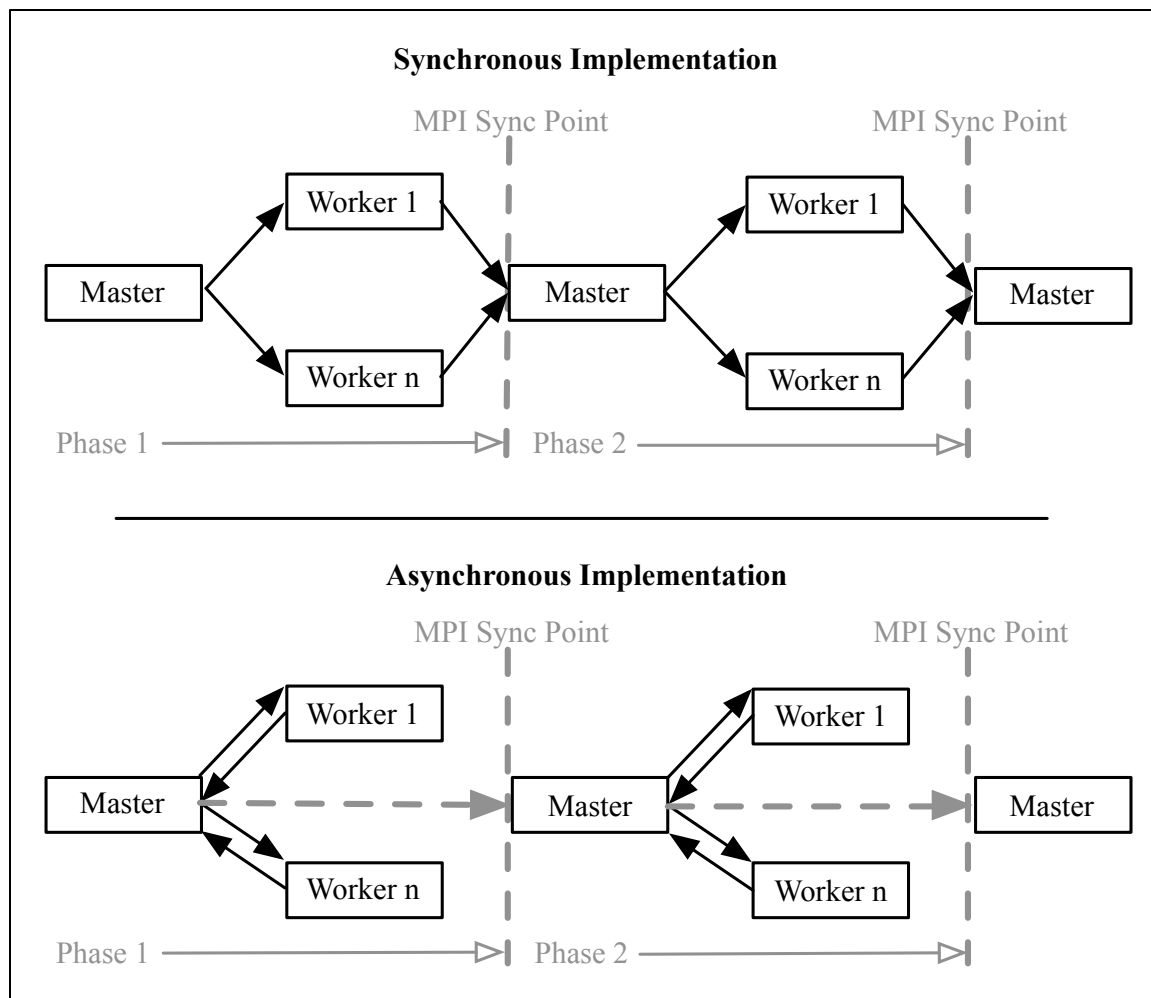 Synchronous Implementation
MPI Sync Point
MPI Sync Point
Worker 1
Worker 1
Master
Master
Master
Worker n
Worker n
Phase 1
Phase 2
Asynchronous Implementation
MPI Sync Point
MPI Sync Point
Worker 1
Worker 1
Master
Master
Master
Worker n
Worker n
Phase 1
Phase 2